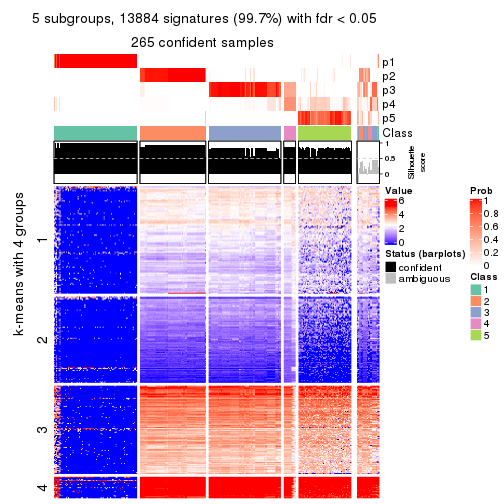 5 subgroups, 13884 signatures (99.7%) with fdr < 0.05
265 confident samples
p1
p2
p3
p4
p5
Class
1
0.5
0
Silhouette
score
k-means with 4 groups
1
2
3
4
Value
6
4
2
0
Status (barplots)
confident
ambiguous
Prob
1
0.8
0.6
0.4
0.2
0
Class
1
2
3
4
5